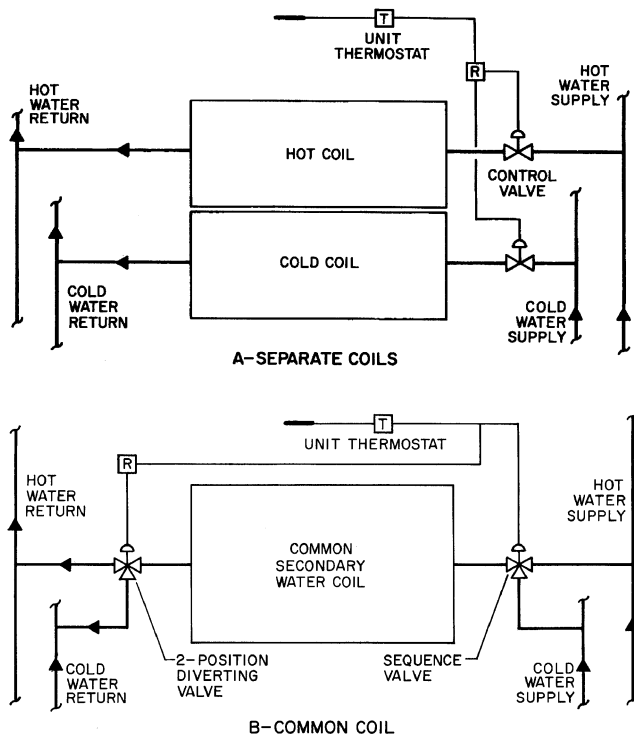 T
UNIT
THERMOSTAT
R
HOT
WATER
RETURN
HOT
WATER
SUPPLY
HOT COIL
CONTROL
VALVE
COLD COIL
COLD
WATER
RETURN
COLD
WATER
SUPPLY
A-SEPARATE COILS
T
UNIT THERMOSTAT
R
HOT
WATER
RETURN
HOT
WATER
SUPPLY
COMMON
SECONDARY
WATER COIL
COLD
WATER
RETURN
2-POSITION
DIVERTING
VALVE
SEQUENCE
VALVE
COLD
WATER
SUPPLY
B-COMMON COIL